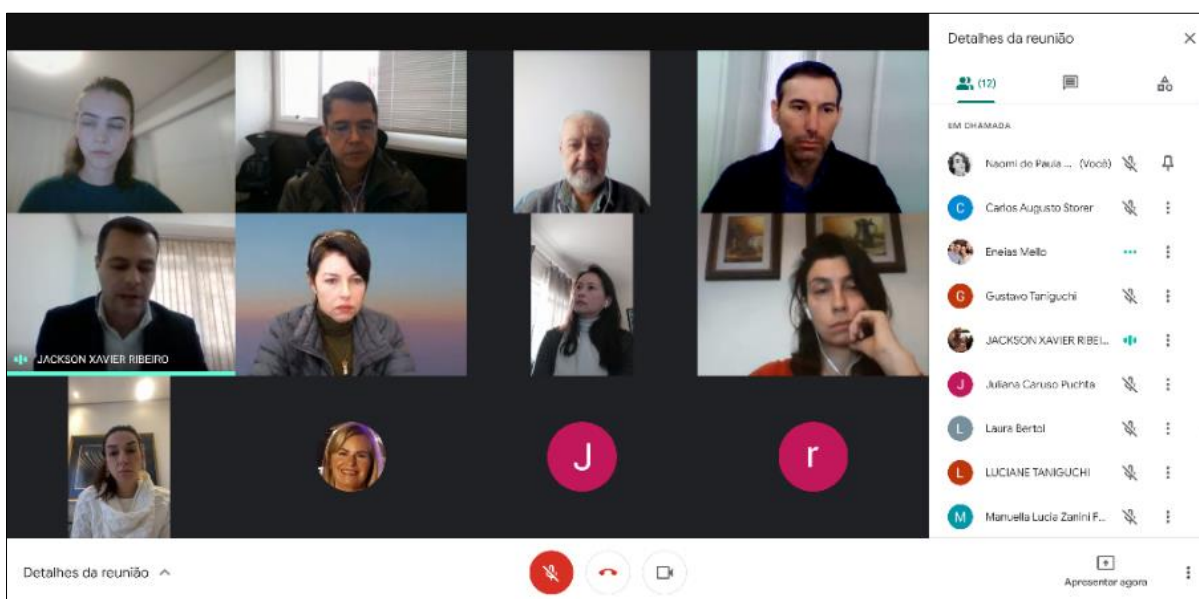 JACKSON XAVIER RIBEIRO
J
r
Detalhes da reunião
(12)
EM CHAMADA
Naomi de Paula ... (Você)
C Carlos Augusto Storer
Eneias Mello
G Gustavo Taniguchi
JACKSON XAVIER RIBEI...
J Juliana Caruso Puchta
L Laura Bertol
L LUCIANE TANIGUCHI
M Manuella Lucia Zanini F...
Detalhes da reunião
Apresentar agora